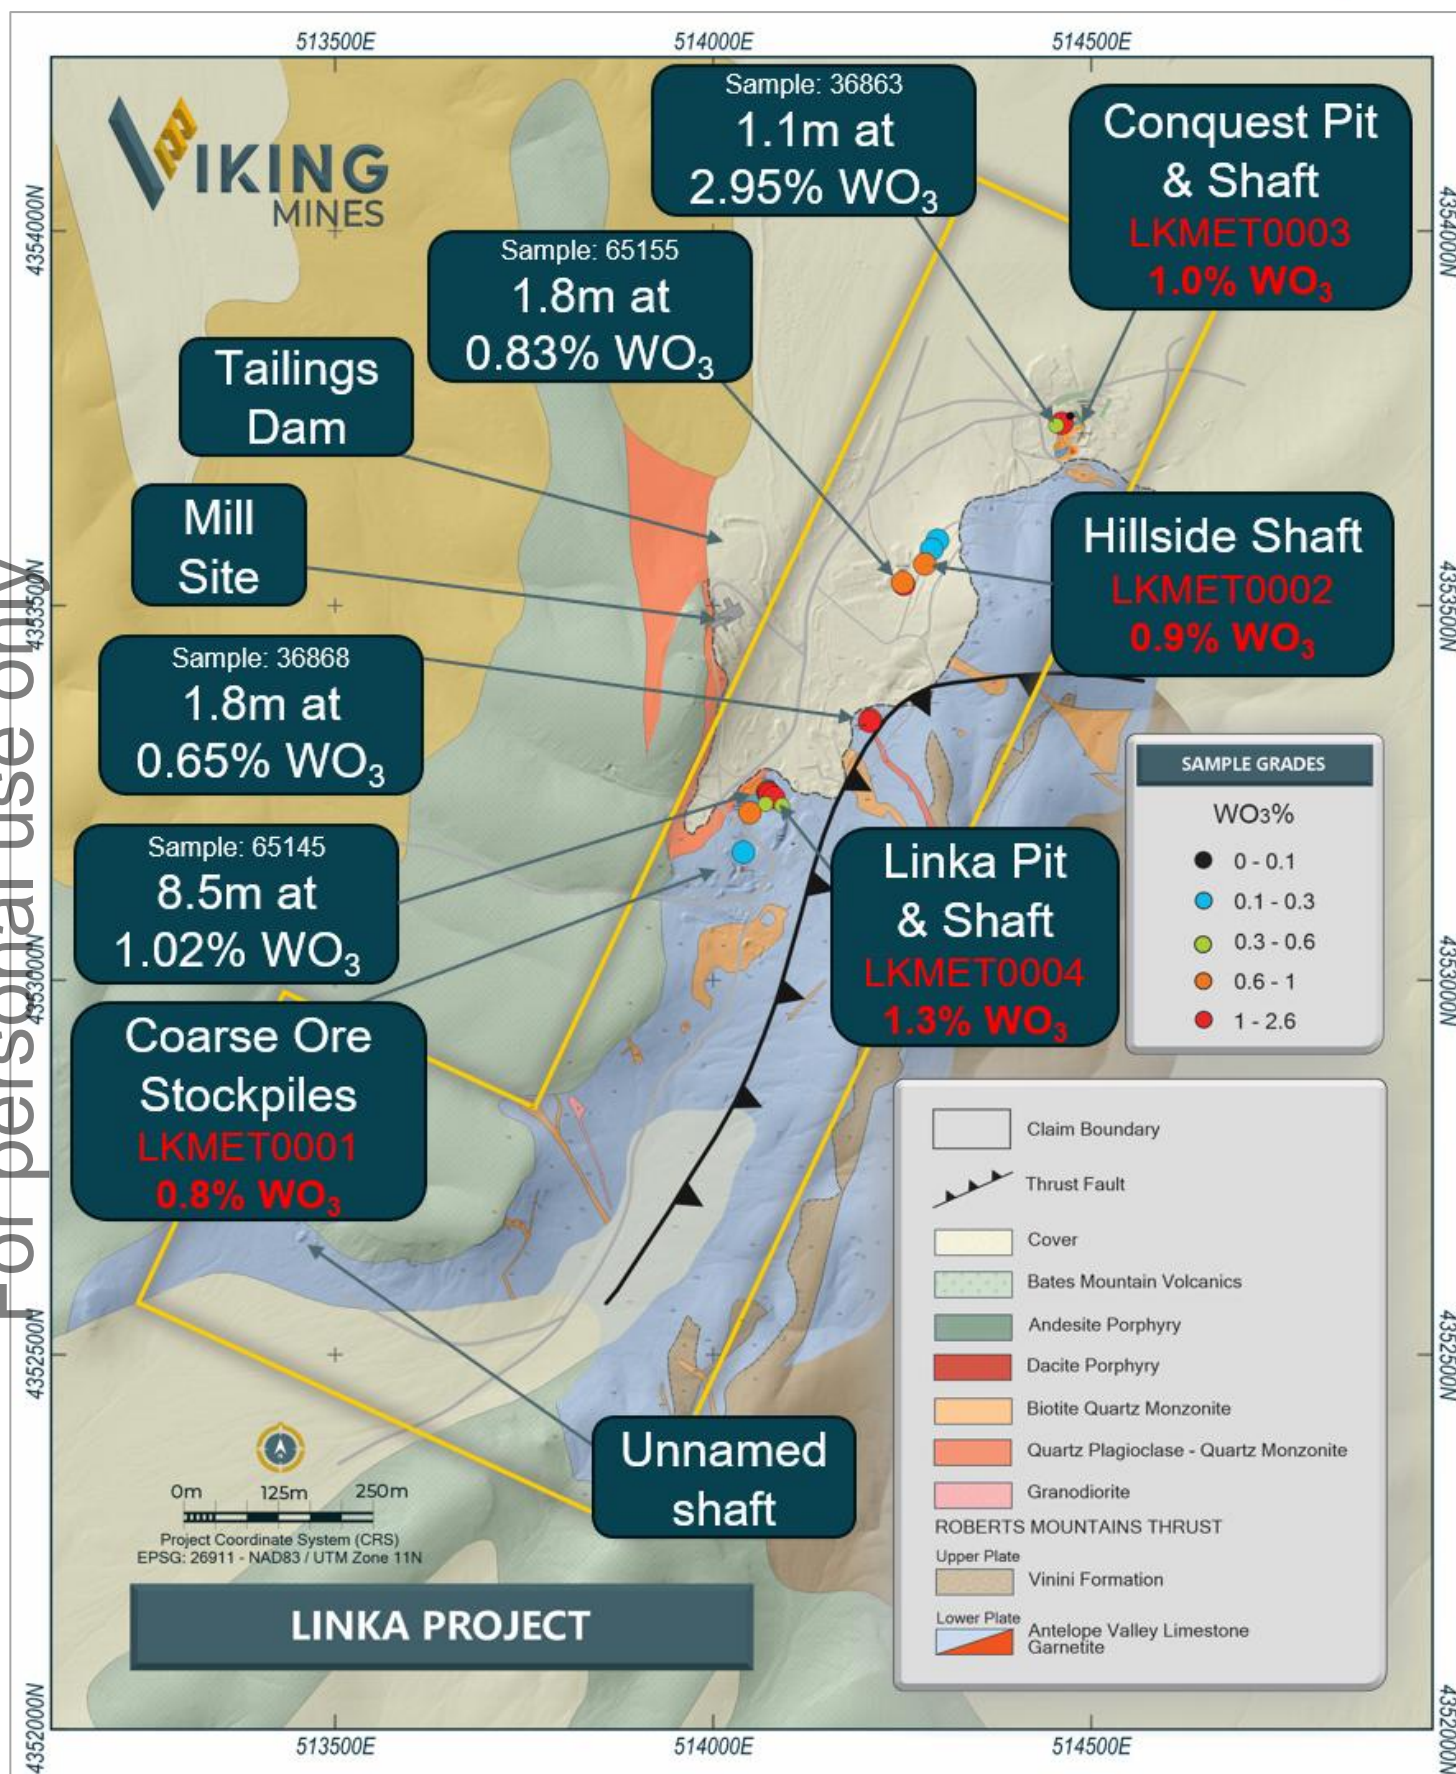 513500E
514000E
514500E
4354000N
4354000N
VIKING
MINES
Sample: 36863
1.1m at
2.95% WO₃
Conquest Pit
& Shaft
LKMET0003
1.0% WO₃
Sample: 65155
1.8m at
0.83% WO₃
Tailings
Dam
Mill
Site
Hillside Shaft
LKMET0002
0.9% WO₃
4353500N
4353500N
Sample: 36868
1.8m at
0.65% WO₃
Sample: 65145
8.5m at
1.02% WO₃
Linka Pit
& Shaft
LKMET0004
1.3% WO₃
SAMPLE GRADES
WO₃%
0 - 0.1
0.1 - 0.3
0.3 - 0.6
0.6 - 1
1 - 2.6
4353000N
4353000N
Coarse Ore
Stockpiles
LKMET0001
0.8% WO₃
Claim Boundary
Thrust Fault
Cover
Bates Mountain Volcanics
Andesite Porphyry
Dacite Porphyry
Biotite Quartz Monzonite
Quartz Plagioclase - Quartz Monzonite
Granodiorite
ROBERTS MOUNTAINS THRUST
Upper Plate
Vinini Formation
Lower Plate
Antelope Valley Limestone
Garnetite
4352500N
4352500N
Unnamed
shaft
0m 125m 250m
Project Coordinate System (CRS)
EPSG: 26911 - NAD83 / UTM Zone 11N
LINKA PROJECT
4352000N
4352000N
513500E
514000E
514500E
For personal use only